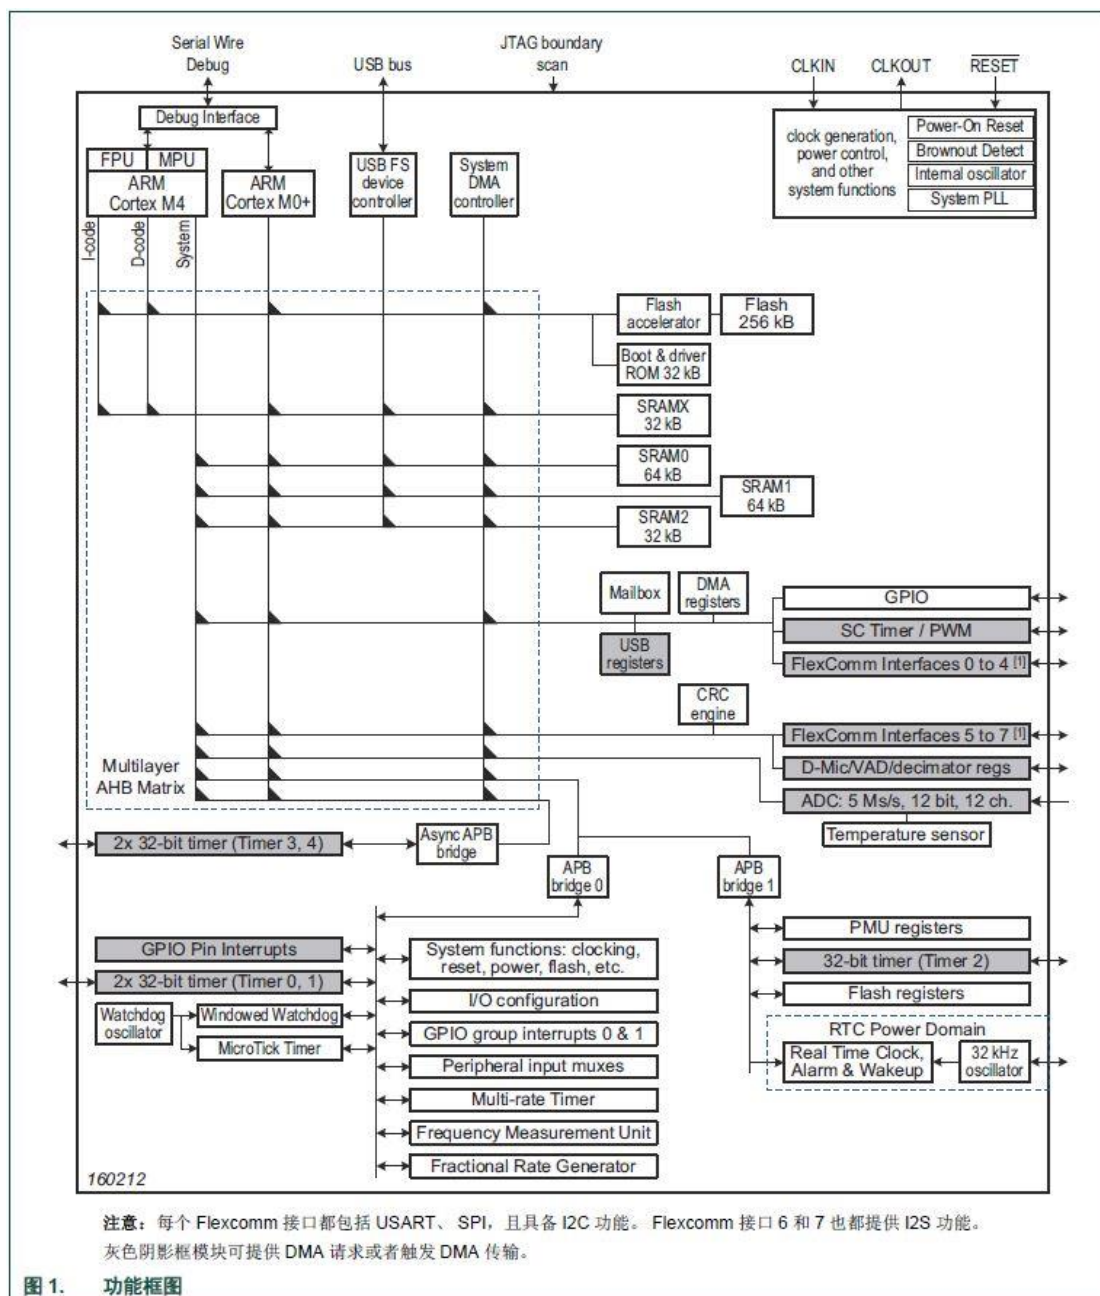 Serial Wire
Debug
USB bus
JTAG boundary
scan
CLKIN
CLKOUT
RESET
Debug Interface
FPU
MPU
ARM
Cortex M4
ARM
Cortex M0+
USB FS
device
controller
System
DMA
controller
clock generation,
power control,
and other
system functions
Power-On Reset
Brownout Detect
Internal oscillator
System PLL
I-code
D-code
System
Flash
accelerator
Flash
256 kB
Boot & driver
ROM 32 kB
SRAMX
32 kB
SRAM0
64 kB
SRAM1
64 kB
SRAM2
32 kB
Mailbox
DMA
registers
GPIO
SC Timer / PWM
USB
registers
FlexComm Interfaces 0 to 4 [1]
CRC
engine
FlexComm Interfaces 5 to 7 [1]
D-Mic/VAD/decimator regs
Multilayer
AHB Matrix
ADC: 5 Ms/s, 12 bit, 12 ch.
Temperature sensor
2x 32-bit timer (Timer 3, 4)
Async APB
bridge
APB
bridge 0
APB
bridge 1
GPIO Pin Interrupts
2x 32-bit timer (Timer 0, 1)
Watchdog
oscillator
Windowed Watchdog
MicroTick Timer
System functions: clocking,
reset, power, flash, etc.
I/O configuration
GPIO group interrupts 0 & 1
Peripheral input muxes
Multi-rate Timer
Frequency Measurement Unit
Fractional Rate Generator
PMU registers
32-bit timer (Timer 2)
Flash registers
RTC Power Domain
Real Time Clock,
Alarm & Wakeup
32 kHz
oscillator
160212
注意：每个 Flexcomm 接口都包括 USART、 SPI，且具备 I2C 功能。 Flexcomm 接口 6 和 7 也都提供 I2S 功能。
灰色阴影框模块可提供 DMA 请求或者触发 DMA 传输。
图 1. 功能框图